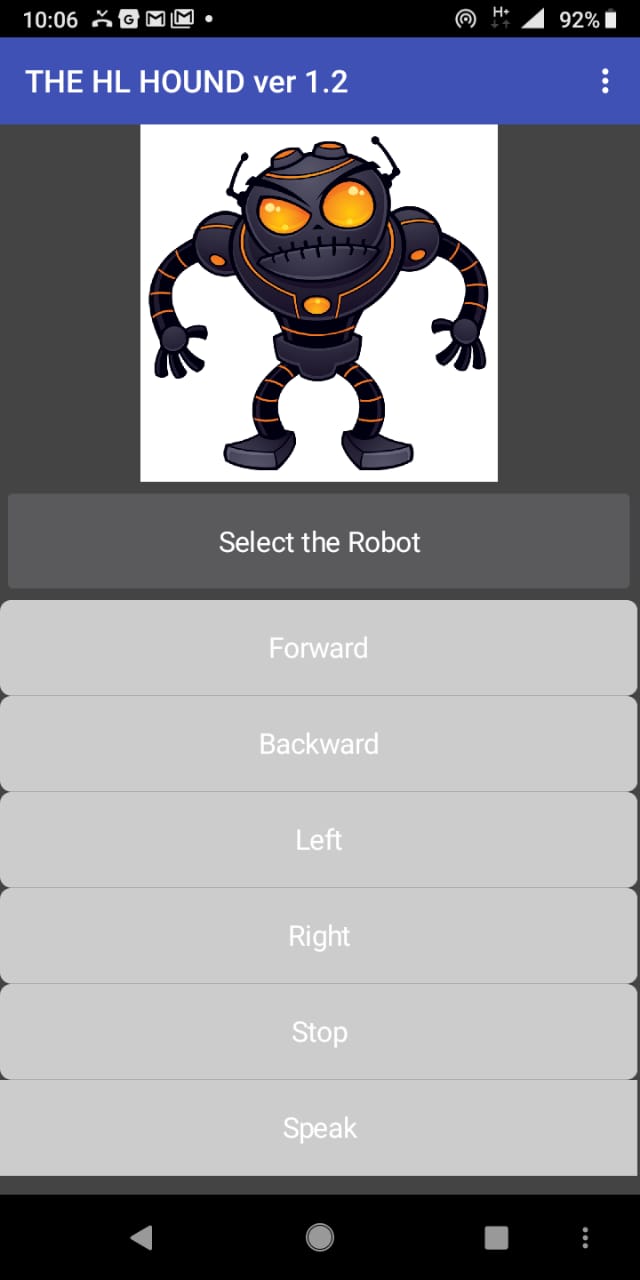 10:06
H+
92%
THE HL HOUND ver 1.2
Select the Robot
Forward
Backward
Left
Right
Stop
Speak